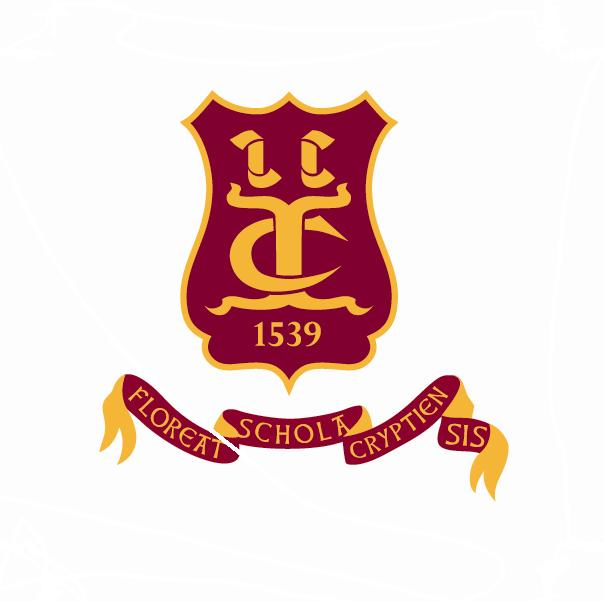 1539
FLOREAT SCHOLA CRYPTIEN SIS